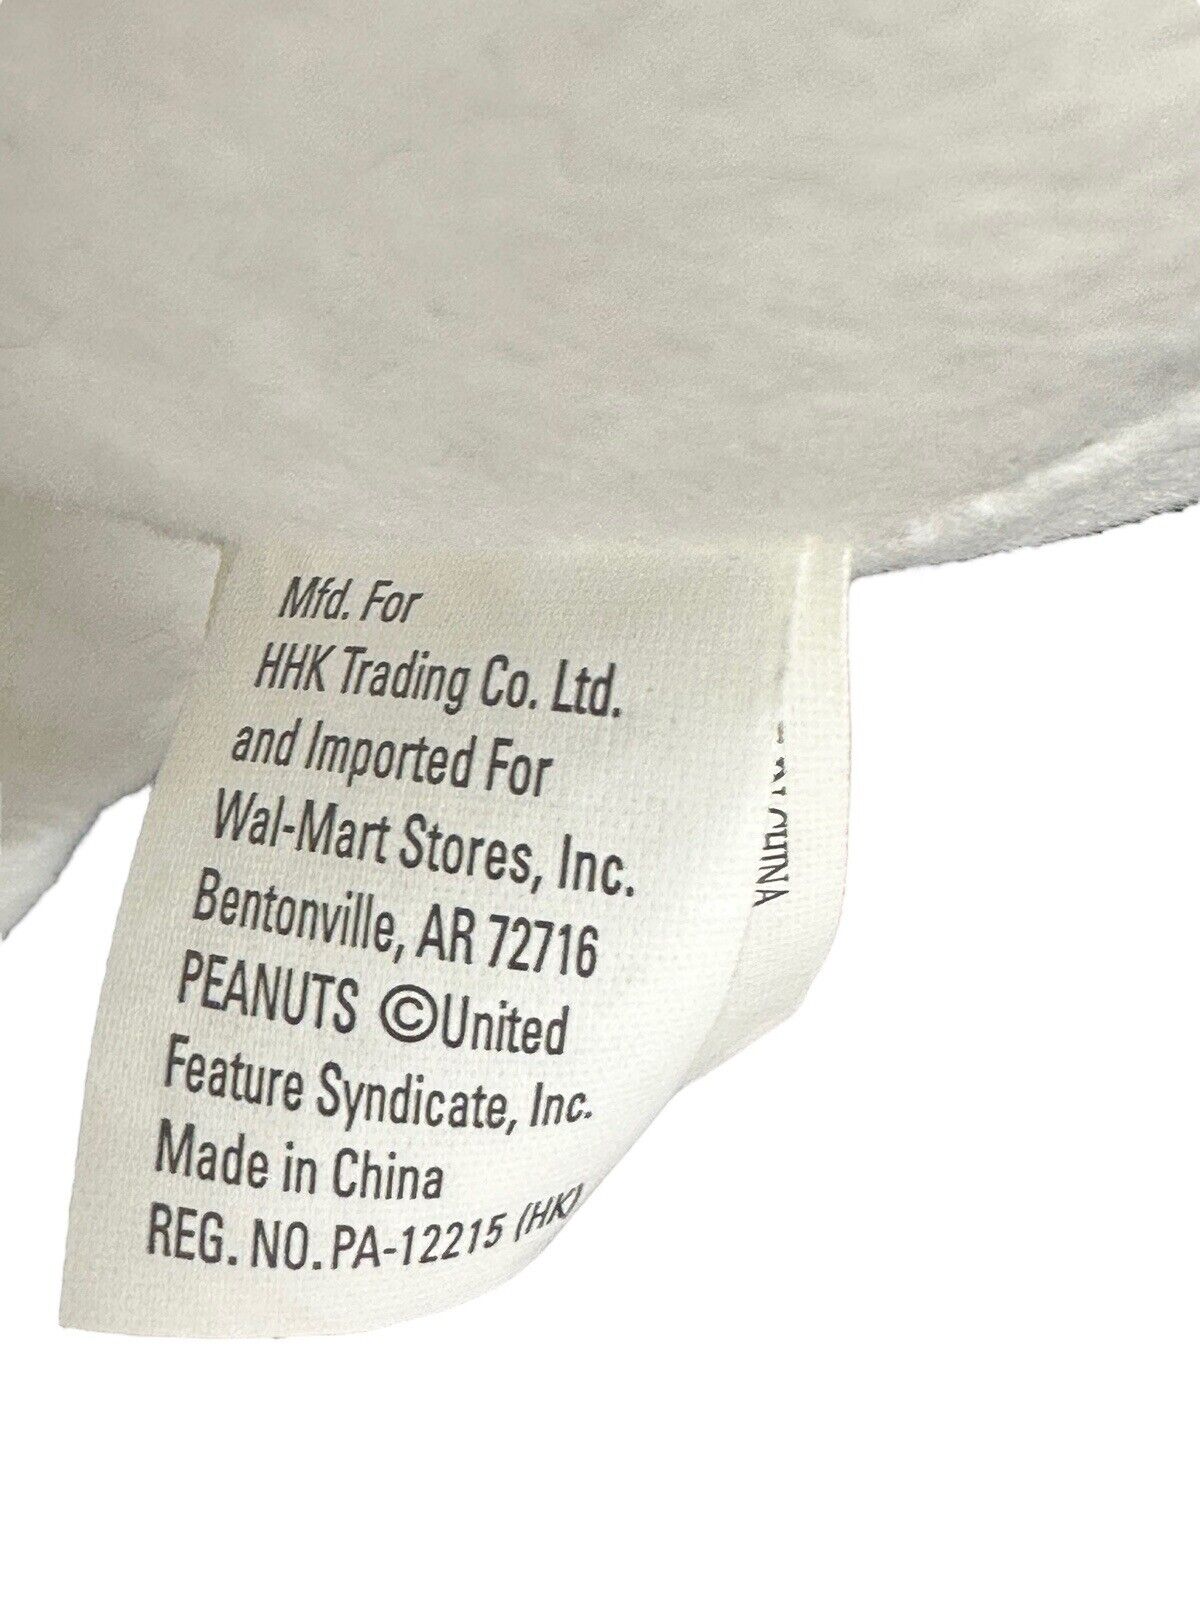 Mfd. For
HHK Trading Co. Ltd.
and Imported For
Wal-Mart Stores, Inc.
Bentonville, AR 72716
PEANUTS ©United
Feature Syndicate, Inc.
Made in China
REG. NO. PA-12215 (HK)
CHINA